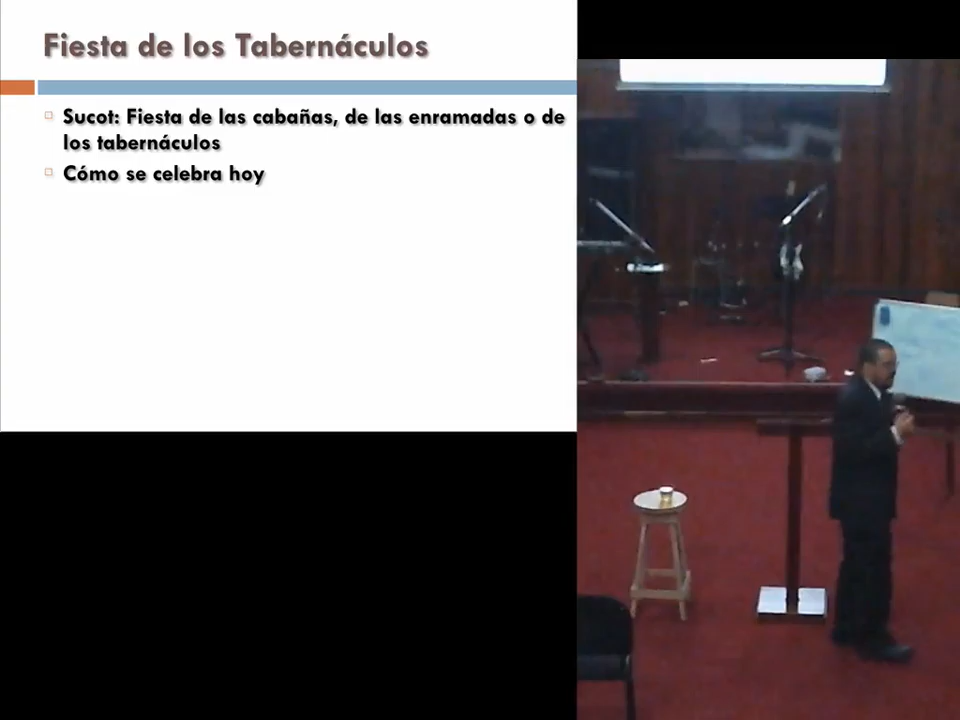 Fiesta de los Tabernáculos
Sucot: Fiesta de las cabañas, de las enramadas o de
los tabernáculos
Cómo se celebra hoy